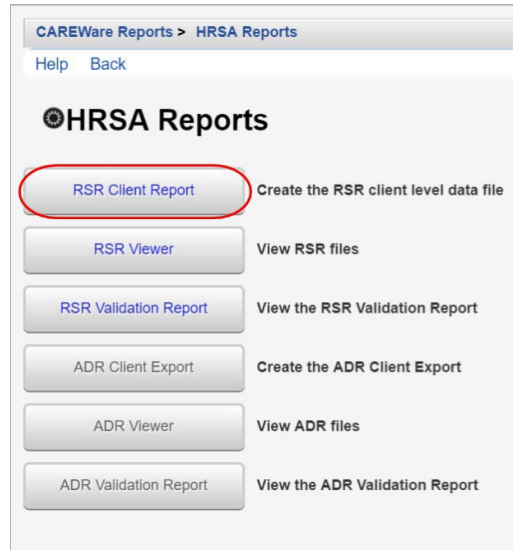 CAREWare Reports > HRSA Reports
Help Back
HRSA Reports
RSR Client Report Create the RSR client level data file
RSR Viewer View RSR files
RSR Validation Report View the RSR Validation Report
ADR Client Export Create the ADR Client Export
ADR Viewer View ADR files
ADR Validation Report View the ADR Validation Report